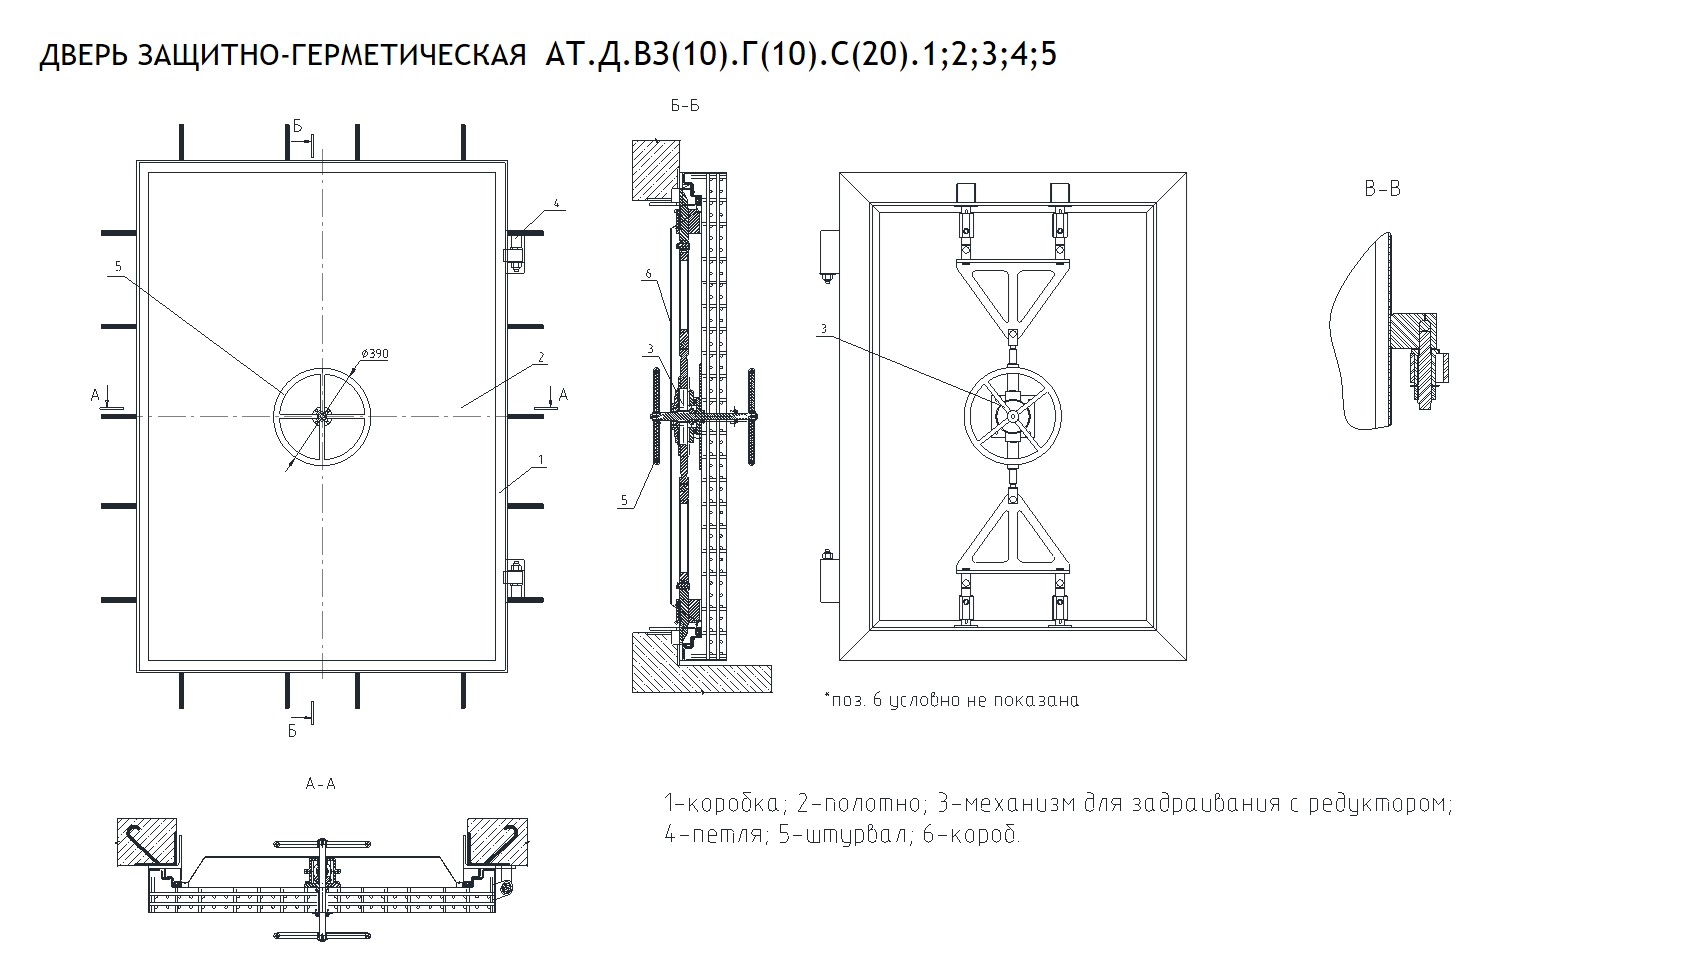 ДВЕРЬ ЗАЩИТНО-ГЕРМЕТИЧЕСКАЯ АТ.Д.ВЗ(10).Г(10).С(20).1;2;3;4;5
Б-Б
Б
4
5
⌀390
2
А
А
1
Б
6
3
5
3
*поз. 6 условно не показана
В-В
А-А
1-коробка; 2-полотно; 3-механизм для задраивания с редуктором;
4-петля; 5-штурвал; 6-короб.